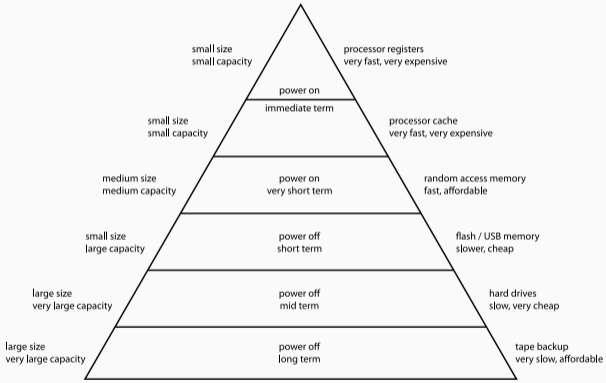 small size
small capacity
processor registers
very fast, very expensive
power on
immediate term
small size
small capacity
processor cache
very fast, very expensive
medium size
medium capacity
power on
very short term
random access memory
fast, affordable
small size
large capacity
power off
short term
flash / USB memory
slower, cheap
large size
very large capacity
power off
mid term
hard drives
slow, very cheap
large size
very large capacity
power off
long term
tape backup
very slow, affordable